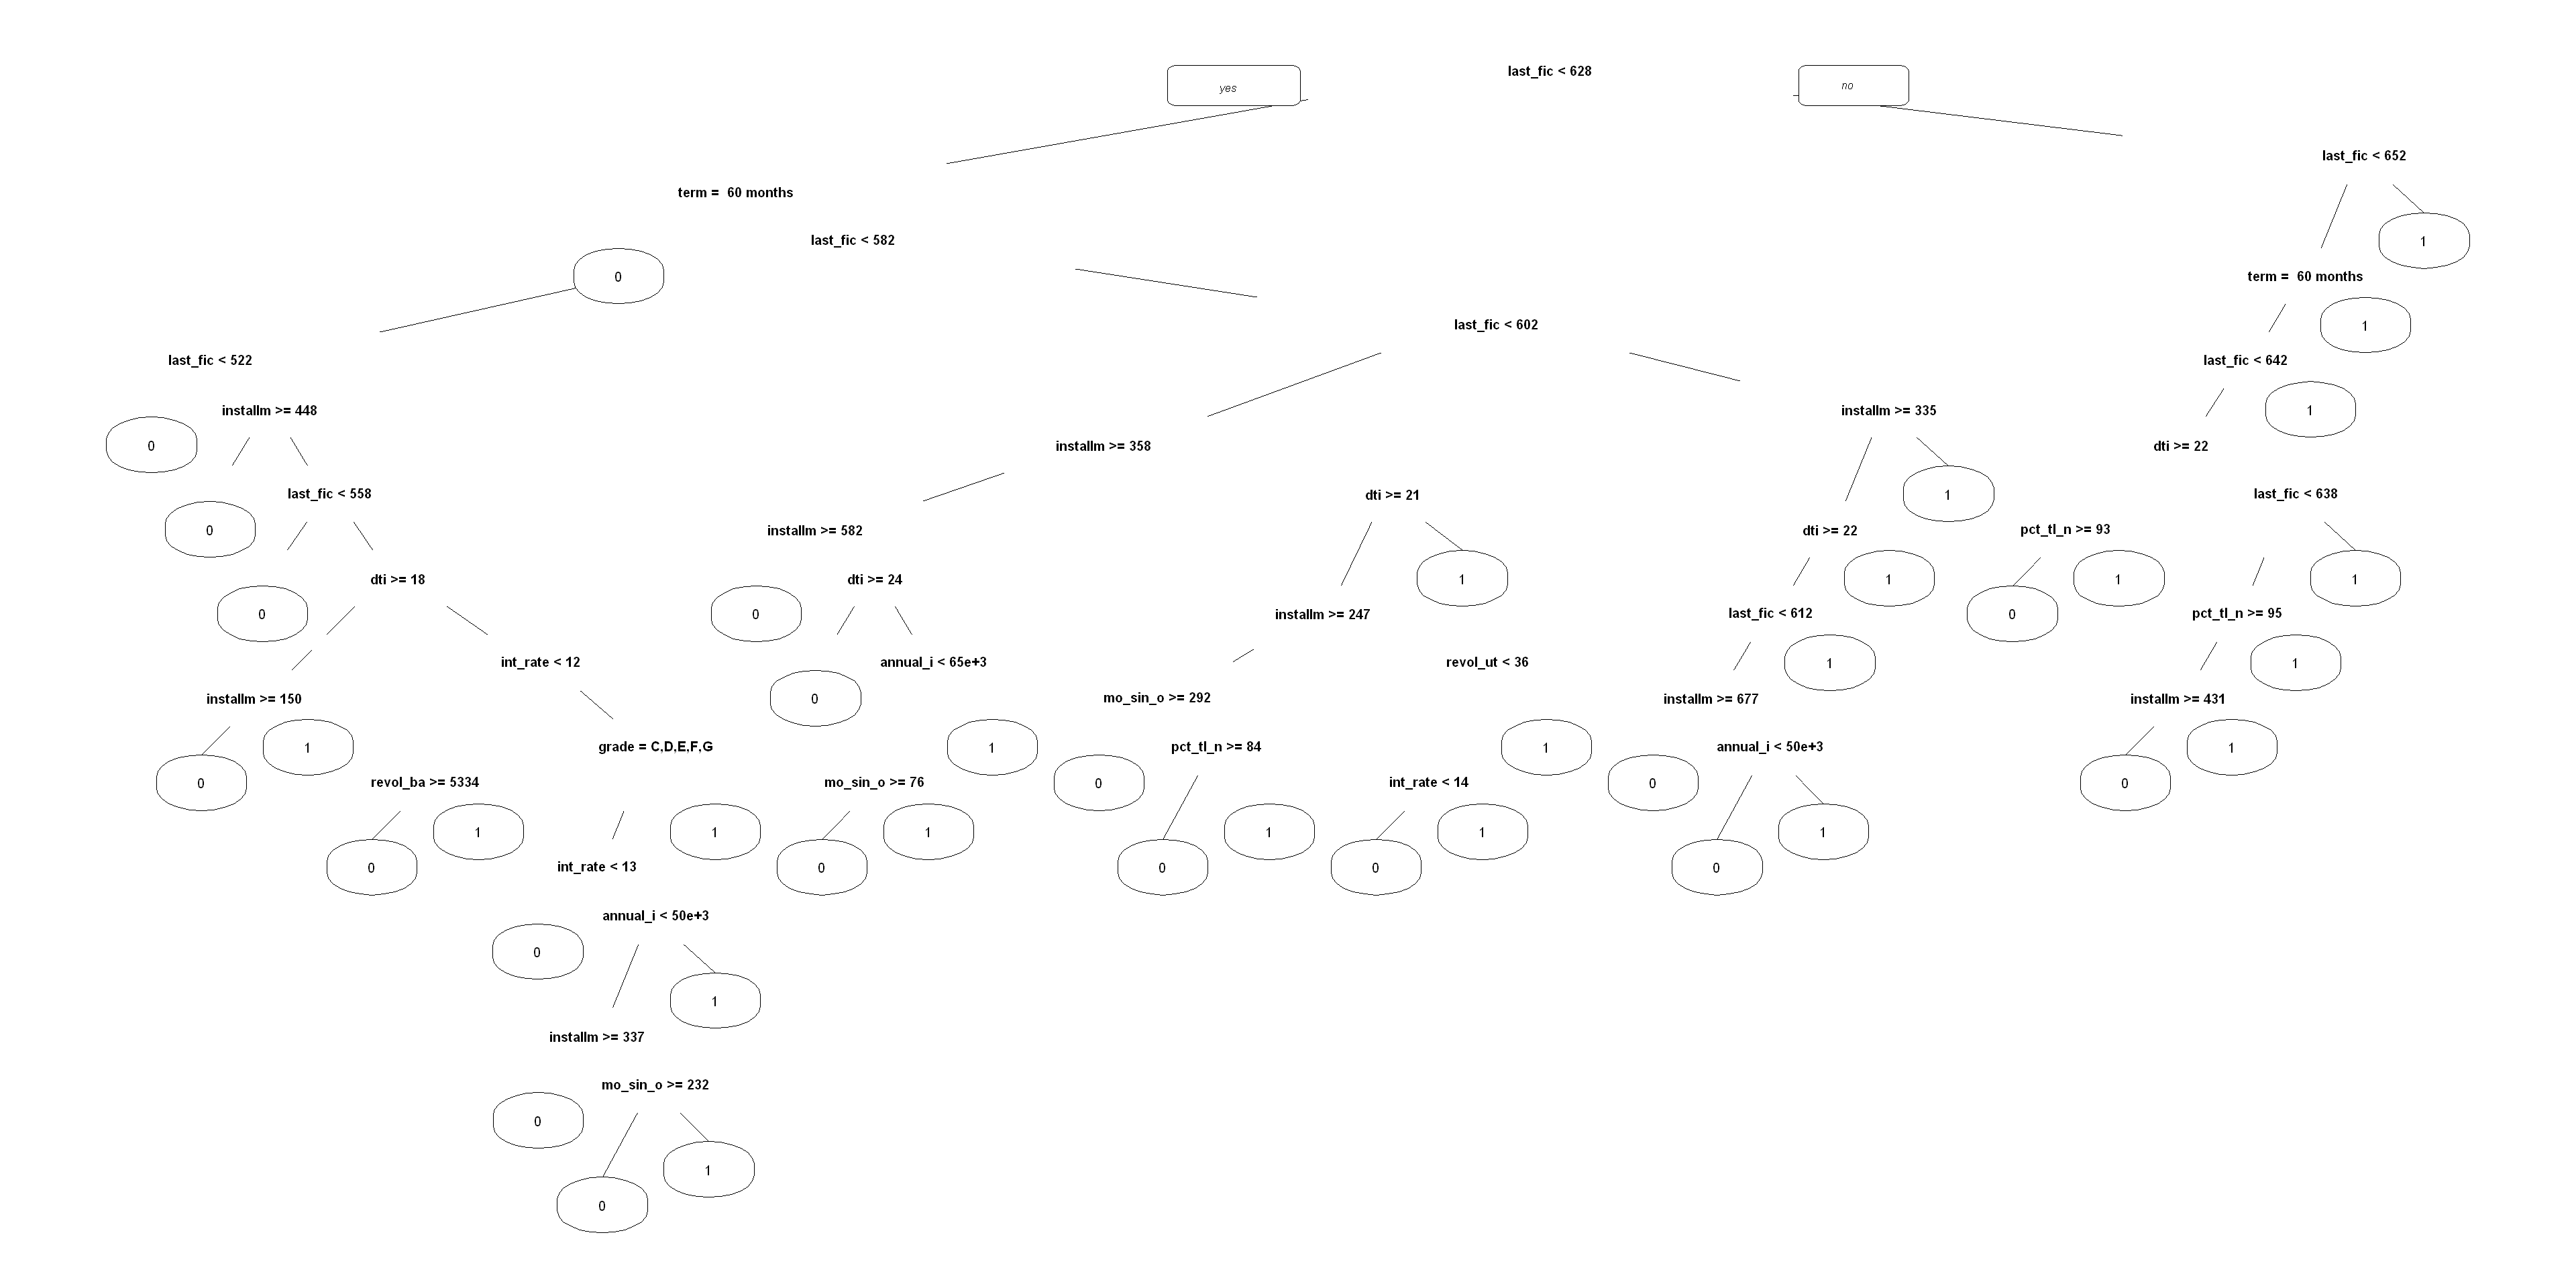 last_fic < 628
yes
no
last_fic < 652
term =  60 months
last_fic < 582
1
0
term =  60 months
last_fic < 602
1
last_fic < 522
last_fic < 642
installm >= 448
installm >= 335
1
0
installm >= 358
dti >= 22
last_fic < 558
dti >= 21
1
last_fic < 638
0
installm >= 582
dti >= 22
pct_tl_n >= 93
dti >= 18
dti >= 24
1
1
1
1
0
0
installm >= 247
last_fic < 612
0
pct_tl_n >= 95
int_rate < 12
annual_i < 65e+3
revol_ut < 36
1
1
installm >= 150
0
mo_sin_o >= 292
installm >= 677
installm >= 431
1
grade = C,D,E,F,G
1
pct_tl_n >= 84
1
annual_i < 50e+3
1
0
revol_ba >= 5334
mo_sin_o >= 76
0
int_rate < 14
0
0
1
1
1
1
1
1
0
int_rate < 13
0
0
0
0
annual_i < 50e+3
0
1
installm >= 337
mo_sin_o >= 232
0
1
0